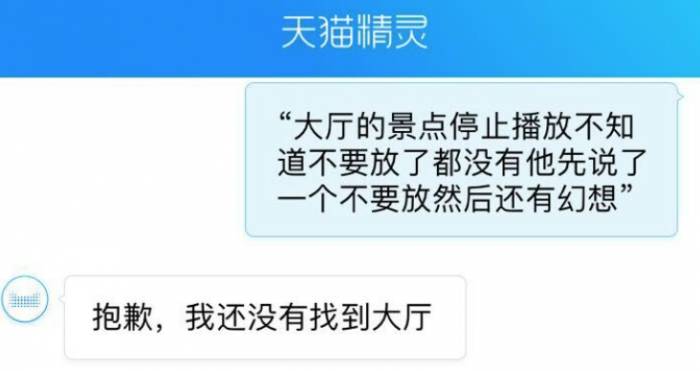 天猫精灵
“大厅的景点停止播放不知
道不要放了都没有他先说了
一个不要放然后还有幻想”
抱歉，我还没有找到大厅